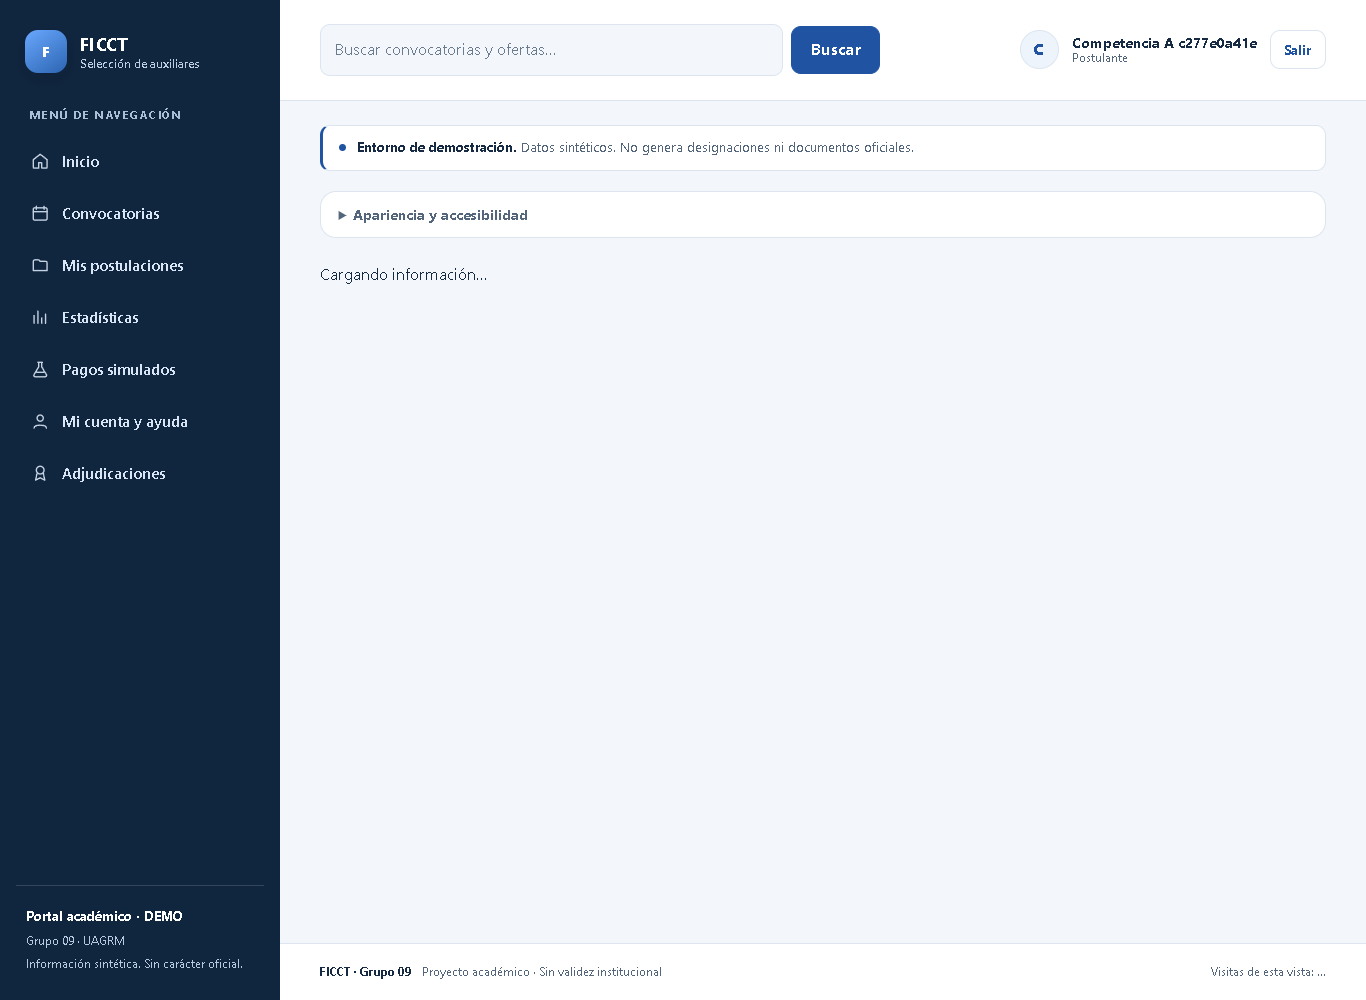 F
FICCT
Selección de auxiliares
MENÚ DE NAVEGACIÓN
Inicio
Convocatorias
Mis postulaciones
Estadísticas
Pagos simulados
Mi cuenta y ayuda
Adjudicaciones
Portal académico · DEMO
Grupo 09 · UAGRM
Información sintética. Sin carácter oficial.
Buscar convocatorias y ofertas...
Buscar
C
Competencia A c277e0a41e
Postulante
Salir
Entorno de demostración. Datos sintéticos. No genera designaciones ni documentos oficiales.
Apariencia y accesibilidad
Cargando información...
FICCT · Grupo 09 Proyecto académico · Sin validez institucional
Visitas de esta vista: ...